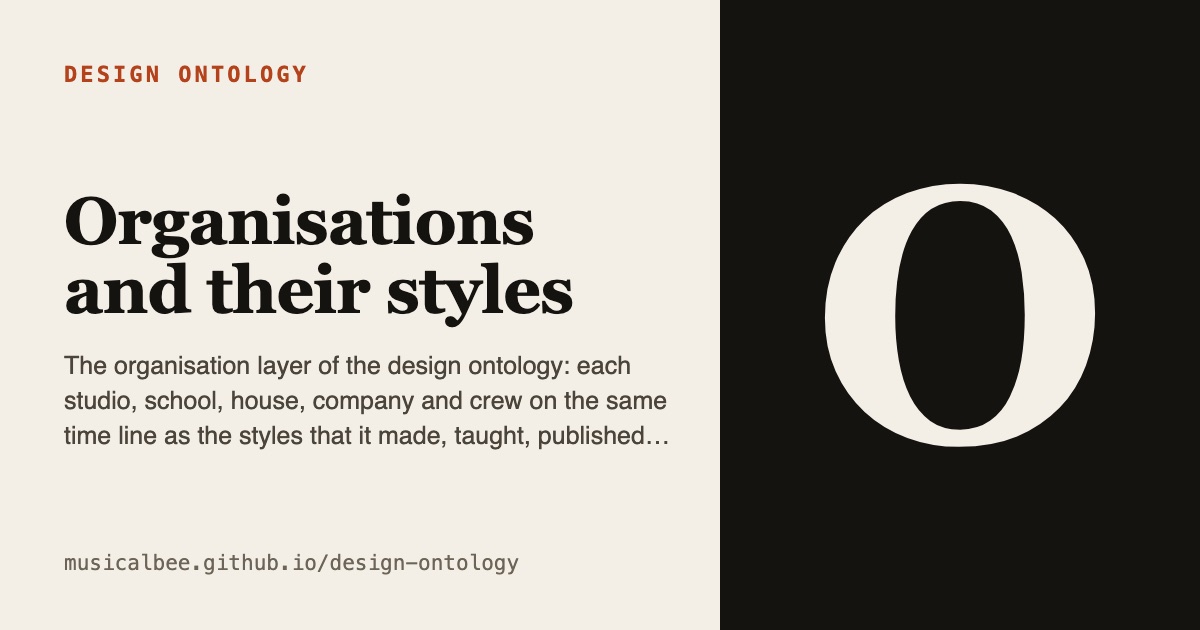 DESIGN ONTOLOGY
Organisations
and their styles
The organisation layer of the design ontology: each
studio, school, house, company and crew on the same
time line as the styles that it made, taught, published…
musicalbee.github.io/design-ontology
O